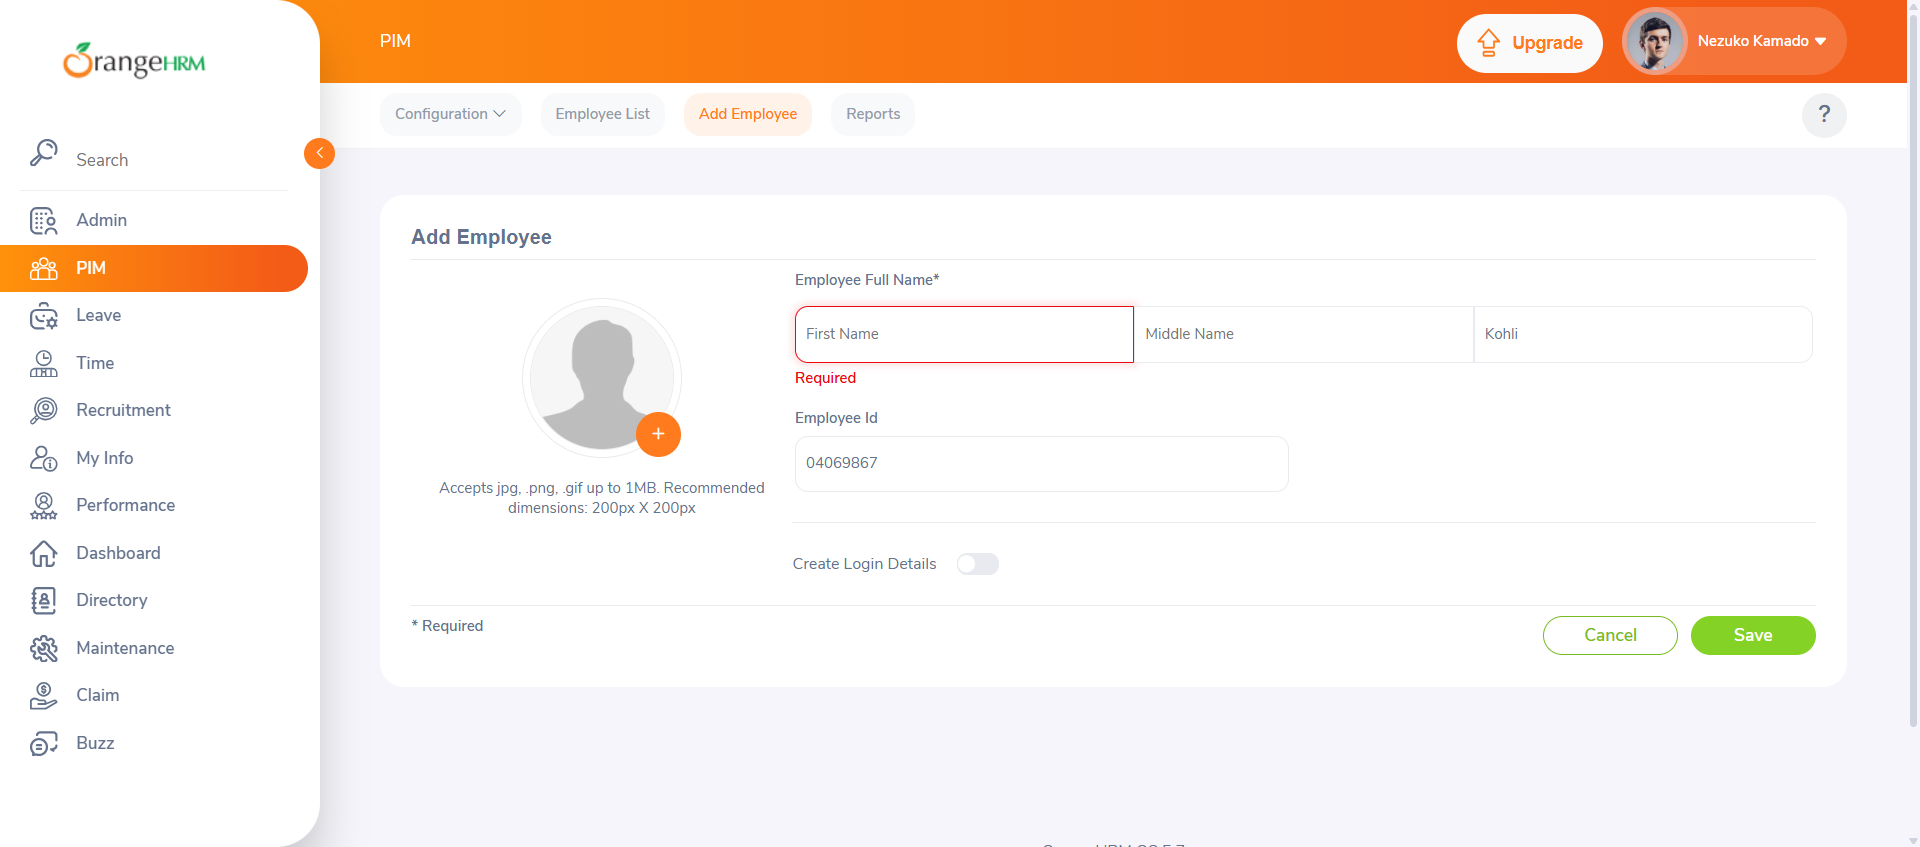 OrangeHRM
PIM
Upgrade
Nezuko Kamado
Configuration
Employee List
Add Employee
Reports
?
Search
Admin
PIM
Leave
Time
Recruitment
My Info
Performance
Dashboard
Directory
Maintenance
Claim
Buzz
Add Employee
Employee Full Name*
First Name
Middle Name
Kohli
Required
Employee Id
04069867
Accepts jpg, .png, .gif up to 1MB. Recommended
dimensions: 200px X 200px
Create Login Details
* Required
Cancel
Save